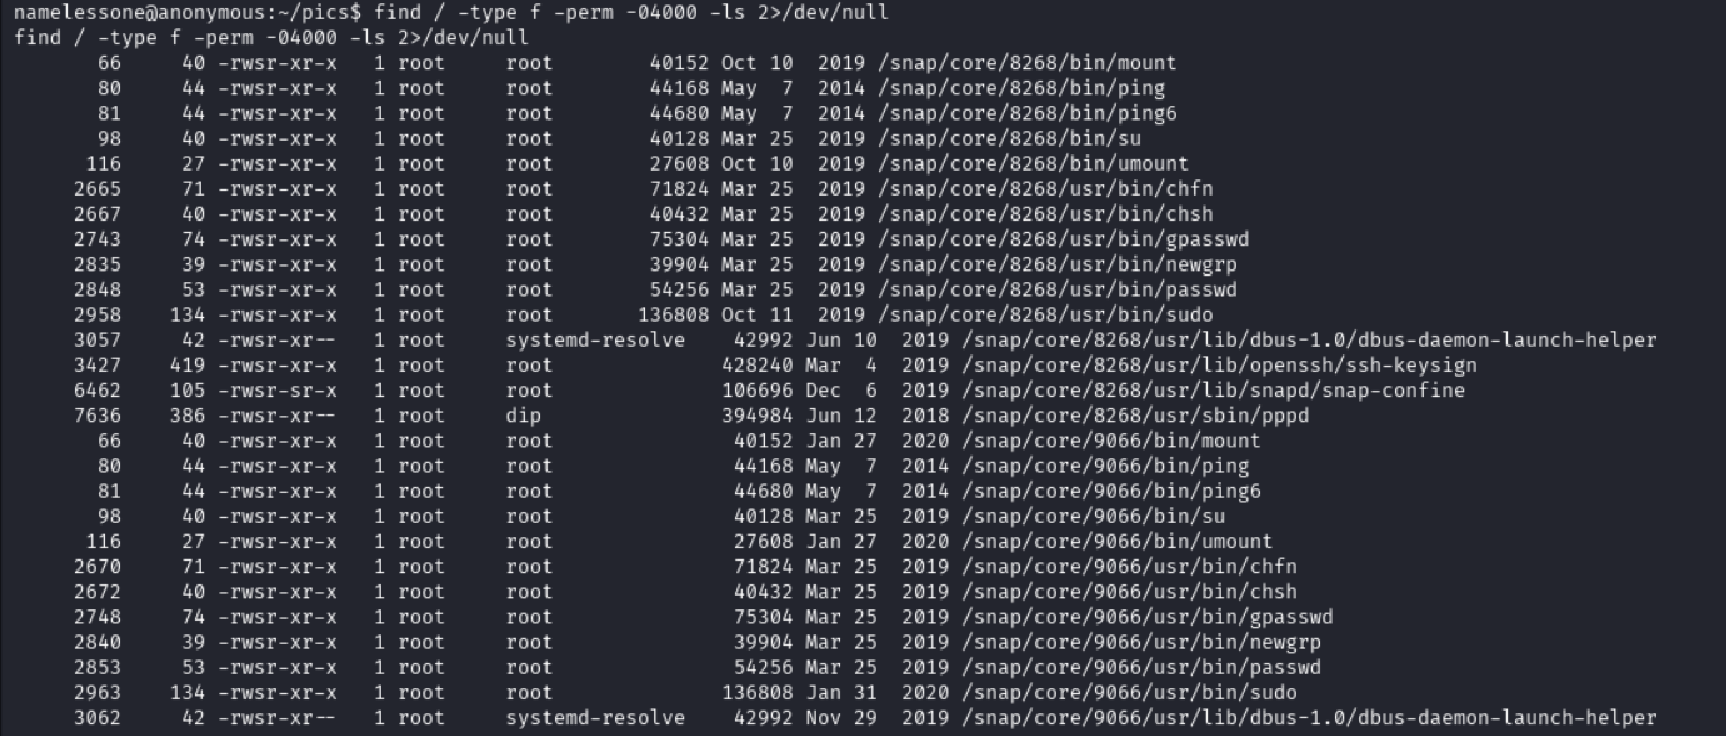 namelessone@anonymous:~/pics$ find / -type f -perm -04000 -ls 2>/dev/null
find / -type f -perm -04000 -ls 2>/dev/null
66 40 -rwsr-xr-x 1 root root 40152 Oct 10 2019 /snap/core/8268/bin/mount
80 44 -rwsr-xr-x 1 root root 44168 May 7 2014 /snap/core/8268/bin/ping
81 44 -rwsr-xr-x 1 root root 44680 May 7 2014 /snap/core/8268/bin/ping6
98 40 -rwsr-xr-x 1 root root 40128 Mar 25 2019 /snap/core/8268/bin/su
116 27 -rwsr-xr-x 1 root root 27608 Oct 10 2019 /snap/core/8268/bin/umount
2665 71 -rwsr-xr-x 1 root root 71824 Mar 25 2019 /snap/core/8268/usr/bin/chfn
2667 40 -rwsr-xr-x 1 root root 40432 Mar 25 2019 /snap/core/8268/usr/bin/chsh
2743 74 -rwsr-xr-x 1 root root 75304 Mar 25 2019 /snap/core/8268/usr/bin/gpasswd
2835 39 -rwsr-xr-x 1 root root 39904 Mar 25 2019 /snap/core/8268/usr/bin/newgrp
2848 53 -rwsr-xr-x 1 root root 54256 Mar 25 2019 /snap/core/8268/usr/bin/passwd
2958 134 -rwsr-xr-x 1 root root 136808 Oct 11 2019 /snap/core/8268/usr/bin/sudo
3057 42 -rwsr-xr-- 1 root systemd-resolve 42992 Jun 10 2019 /snap/core/8268/usr/lib/dbus-1.0/dbus-daemon-launch-helper
3427 419 -rwsr-xr-x 1 root root 428240 Mar 4 2019 /snap/core/8268/usr/lib/openssh/ssh-keysign
6462 105 -rwsr-sr-x 1 root root 106696 Dec 6 2019 /snap/core/8268/usr/lib/snapd/snap-confine
7636 386 -rwsr-xr-- 1 root dip 394984 Jun 12 2018 /snap/core/8268/usr/sbin/pppd
66 40 -rwsr-xr-x 1 root root 40152 Jan 27 2020 /snap/core/9066/bin/mount
80 44 -rwsr-xr-x 1 root root 44168 May 7 2014 /snap/core/9066/bin/ping
81 44 -rwsr-xr-x 1 root root 44680 May 7 2014 /snap/core/9066/bin/ping6
98 40 -rwsr-xr-x 1 root root 40128 Mar 25 2019 /snap/core/9066/bin/su
116 27 -rwsr-xr-x 1 root root 27608 Jan 27 2020 /snap/core/9066/bin/umount
2670 71 -rwsr-xr-x 1 root root 71824 Mar 25 2019 /snap/core/9066/usr/bin/chfn
2672 40 -rwsr-xr-x 1 root root 40432 Mar 25 2019 /snap/core/9066/usr/bin/chsh
2748 74 -rwsr-xr-x 1 root root 75304 Mar 25 2019 /snap/core/9066/usr/bin/gpasswd
2840 39 -rwsr-xr-x 1 root root 39904 Mar 25 2019 /snap/core/9066/usr/bin/newgrp
2853 53 -rwsr-xr-x 1 root root 54256 Mar 25 2019 /snap/core/9066/usr/bin/passwd
2963 134 -rwsr-xr-x 1 root root 136808 Jan 31 2020 /snap/core/9066/usr/bin/sudo
3062 42 -rwsr-xr-- 1 root systemd-resolve 42992 Nov 29 2019 /snap/core/9066/usr/lib/dbus-1.0/dbus-daemon-launch-helper